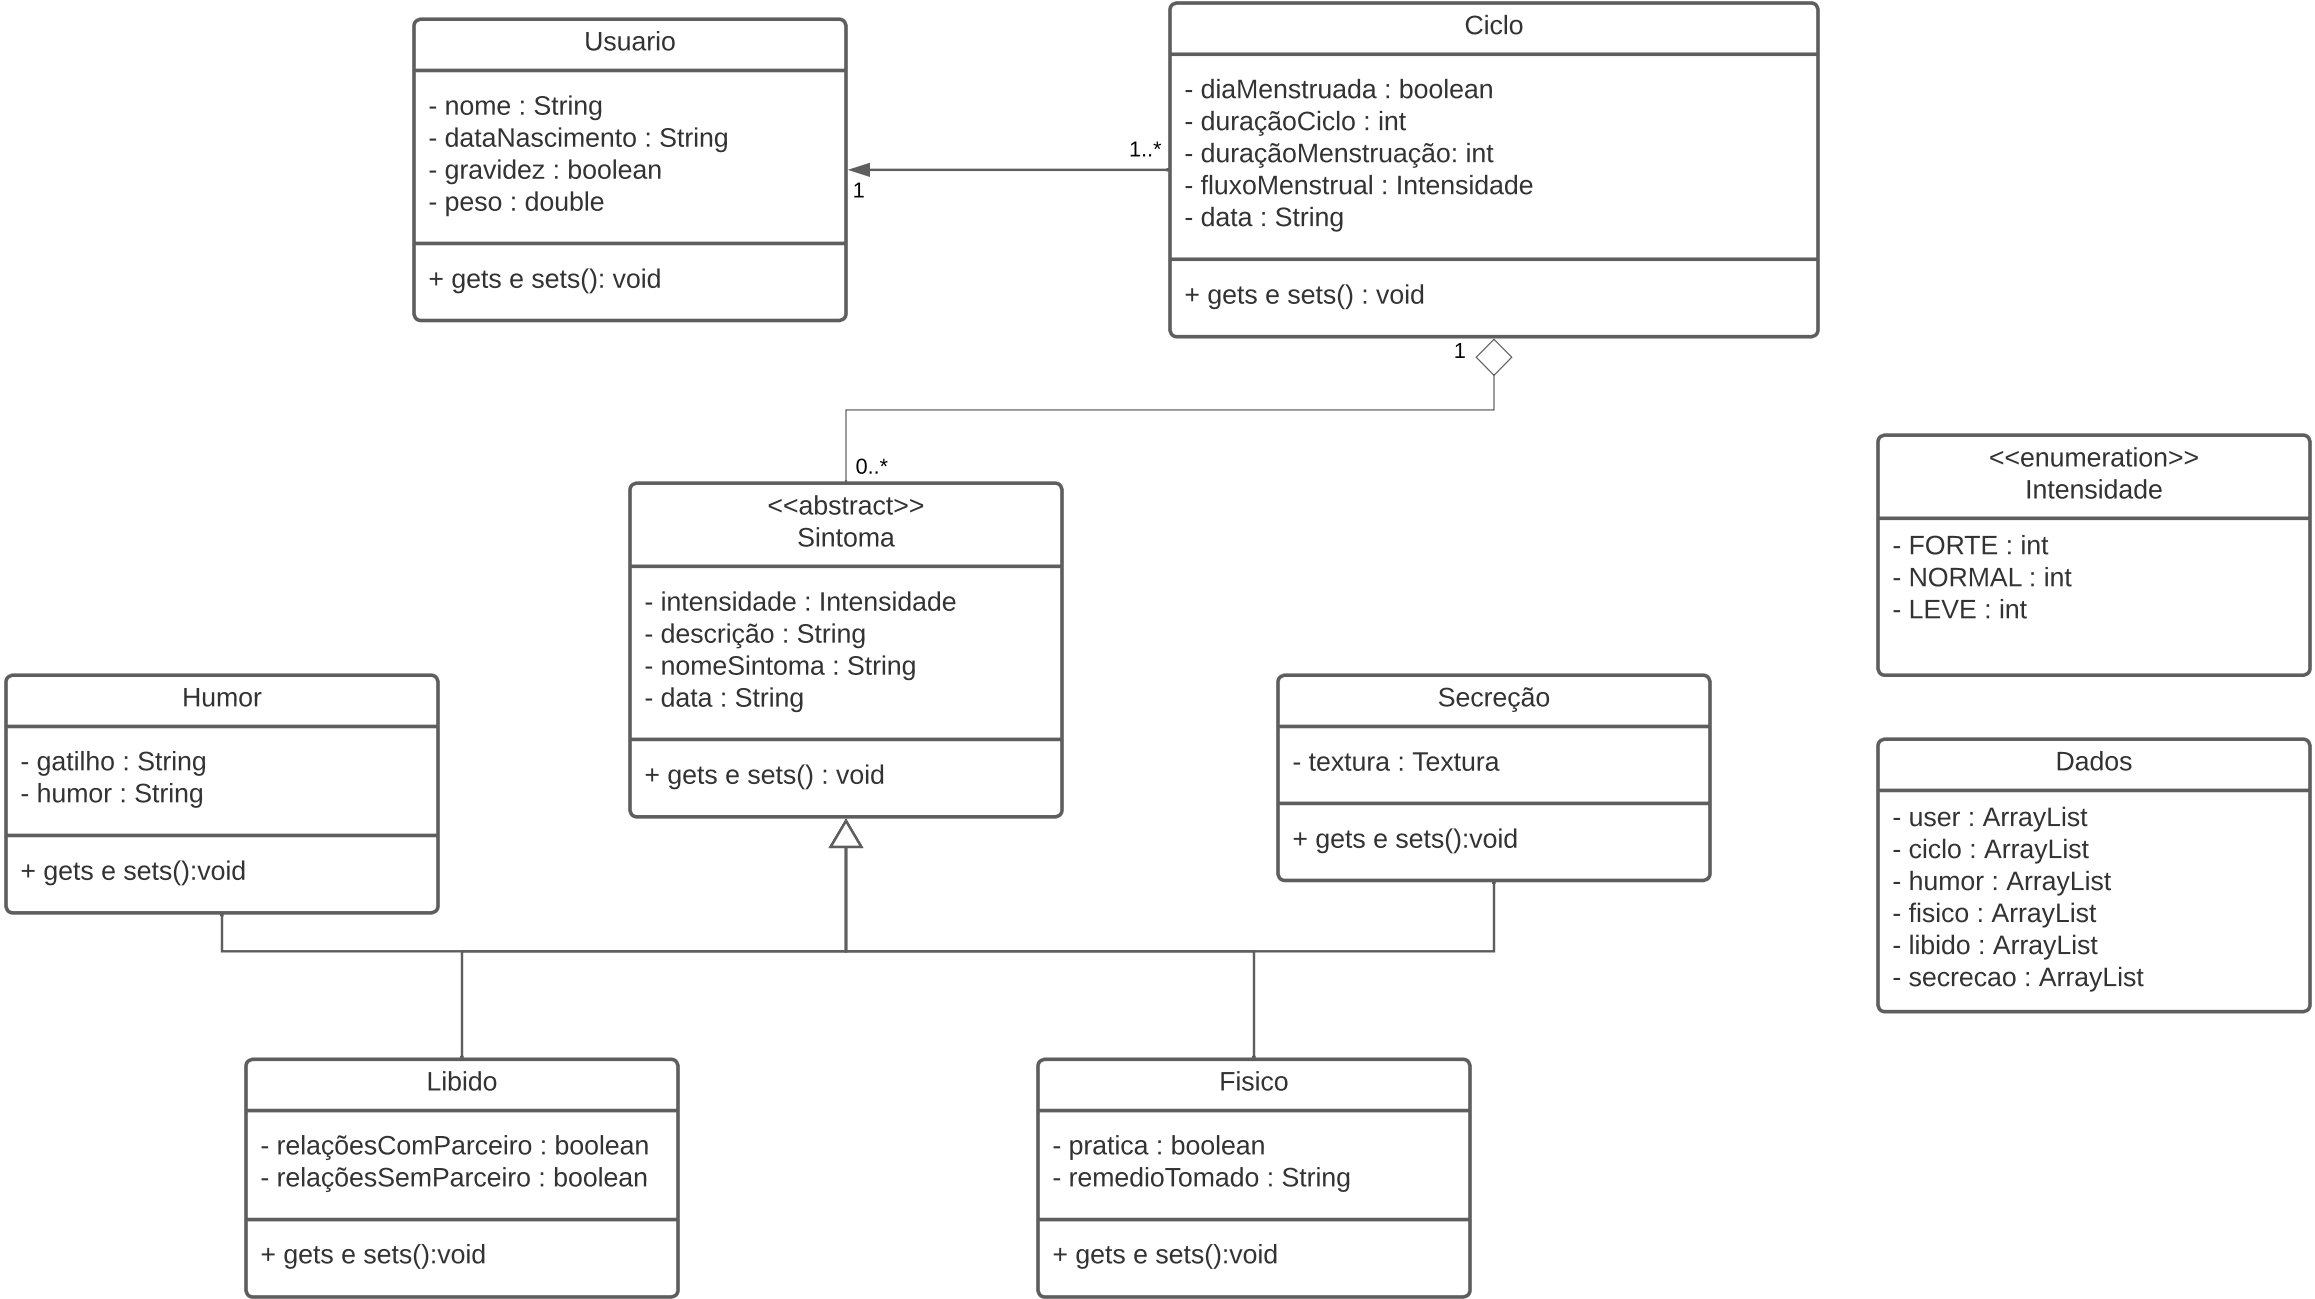 Usuario
- nome : String
- dataNascimento : String
- gravidez : boolean
- peso : double
+ gets e sets(): void
1
1..*
Ciclo
- diaMenstruada : boolean
- duraçãoCiclo : int
- duraçãoMenstruação: int
- fluxoMenstrual : Intensidade
- data : String
+ gets e sets() : void
1
0..*
<<abstract>>
Sintoma
- intensidade : Intensidade
- descrição : String
- nomeSintoma : String
- data : String
+ gets e sets() : void
<<enumeration>>
Intensidade
- FORTE : int
- NORMAL : int
- LEVE : int
Humor
- gatilho : String
- humor : String
+ gets e sets():void
Secreção
- textura : Textura
+ gets e sets():void
Dados
- user : ArrayList
- ciclo : ArrayList
- humor : ArrayList
- fisico : ArrayList
- libido : ArrayList
- secrecao : ArrayList
Libido
- relaçõesComParceiro : boolean
- relaçõesSemParceiro : boolean
+ gets e sets():void
Fisico
- pratica : boolean
- remedioTomado : String
+ gets e sets():void